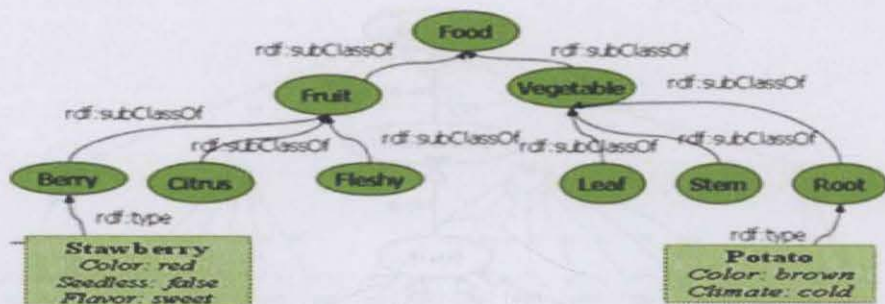 Food
rdf:subClassOf rdf:subClassOf
Fruit Vegetable
rdf:subClassOf
rdf:subClassOf
rdf:subClassOf
rdf:subClassOf
rdf:subClassOf
rdf:subClassOf
Berry Citrus Fleshy Leaf Stem Root
rdf:type
rdf:type
Stawberry
Color: red
Seedless: false
Flavor: sweet
Potato
Color: brown
Climate: cold